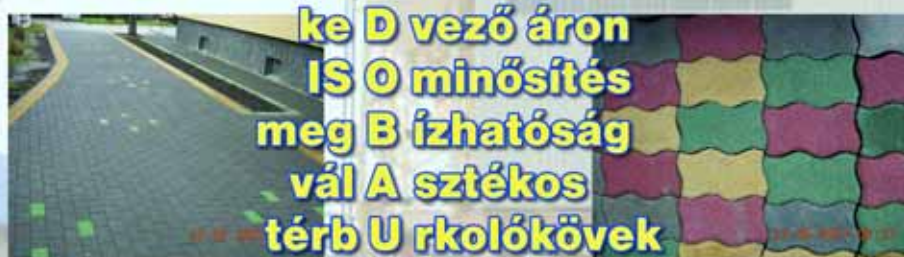 ke D vező áron
IS O minősítés
meg B ízhatóság
vál A sztékos
térb U rkolókövek